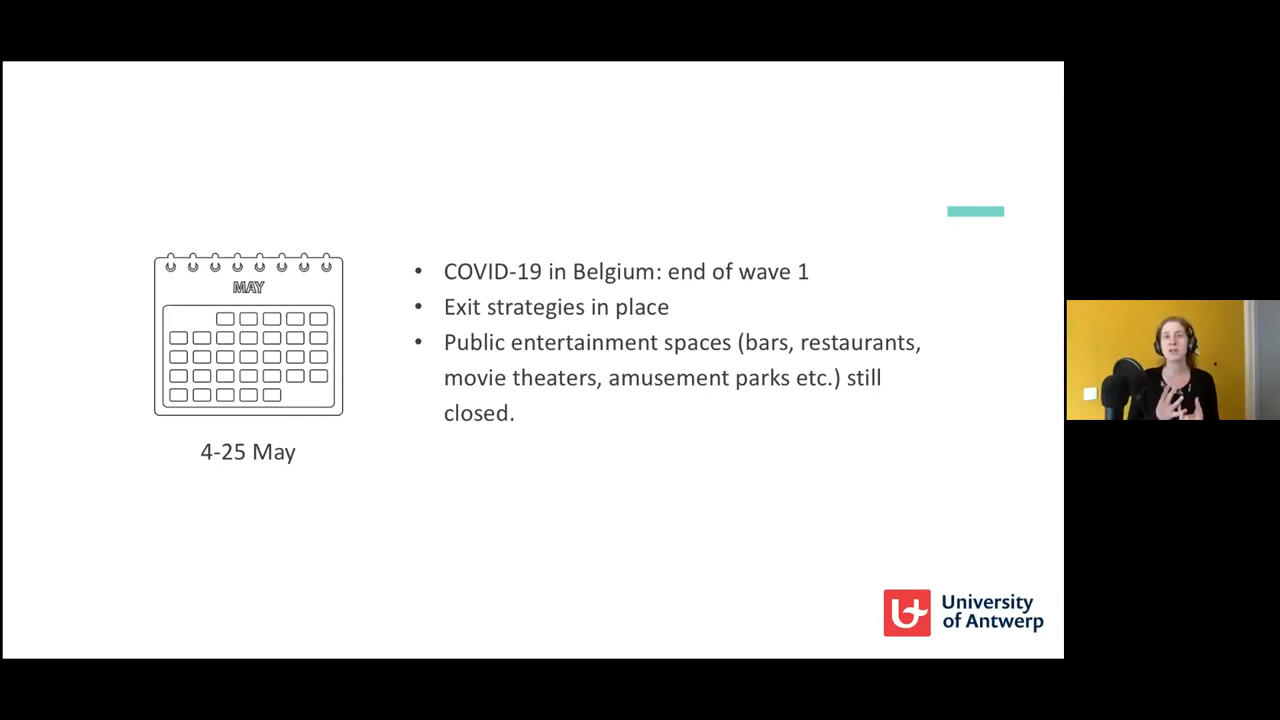 MAY
4-25 May
• COVID-19 in Belgium: end of wave 1
• Exit strategies in place
• Public entertainment spaces (bars, restaurants,
movie theaters, amusement parks etc.) still
closed.
University
of Antwerp